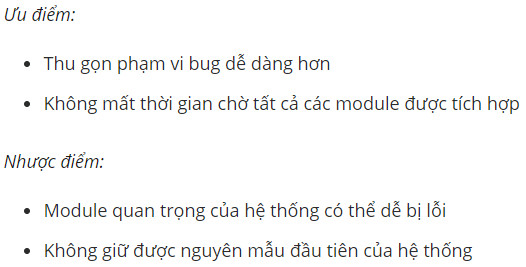 Ưu điểm:
Thu gọn phạm vi bug dễ dàng hơn
Không mất thời gian chờ tất cả các module được tích hợp
Nhược điểm:
Module quan trọng của hệ thống có thể dễ bị lỗi
Không giữ được nguyên mẫu đầu tiên của hệ thống